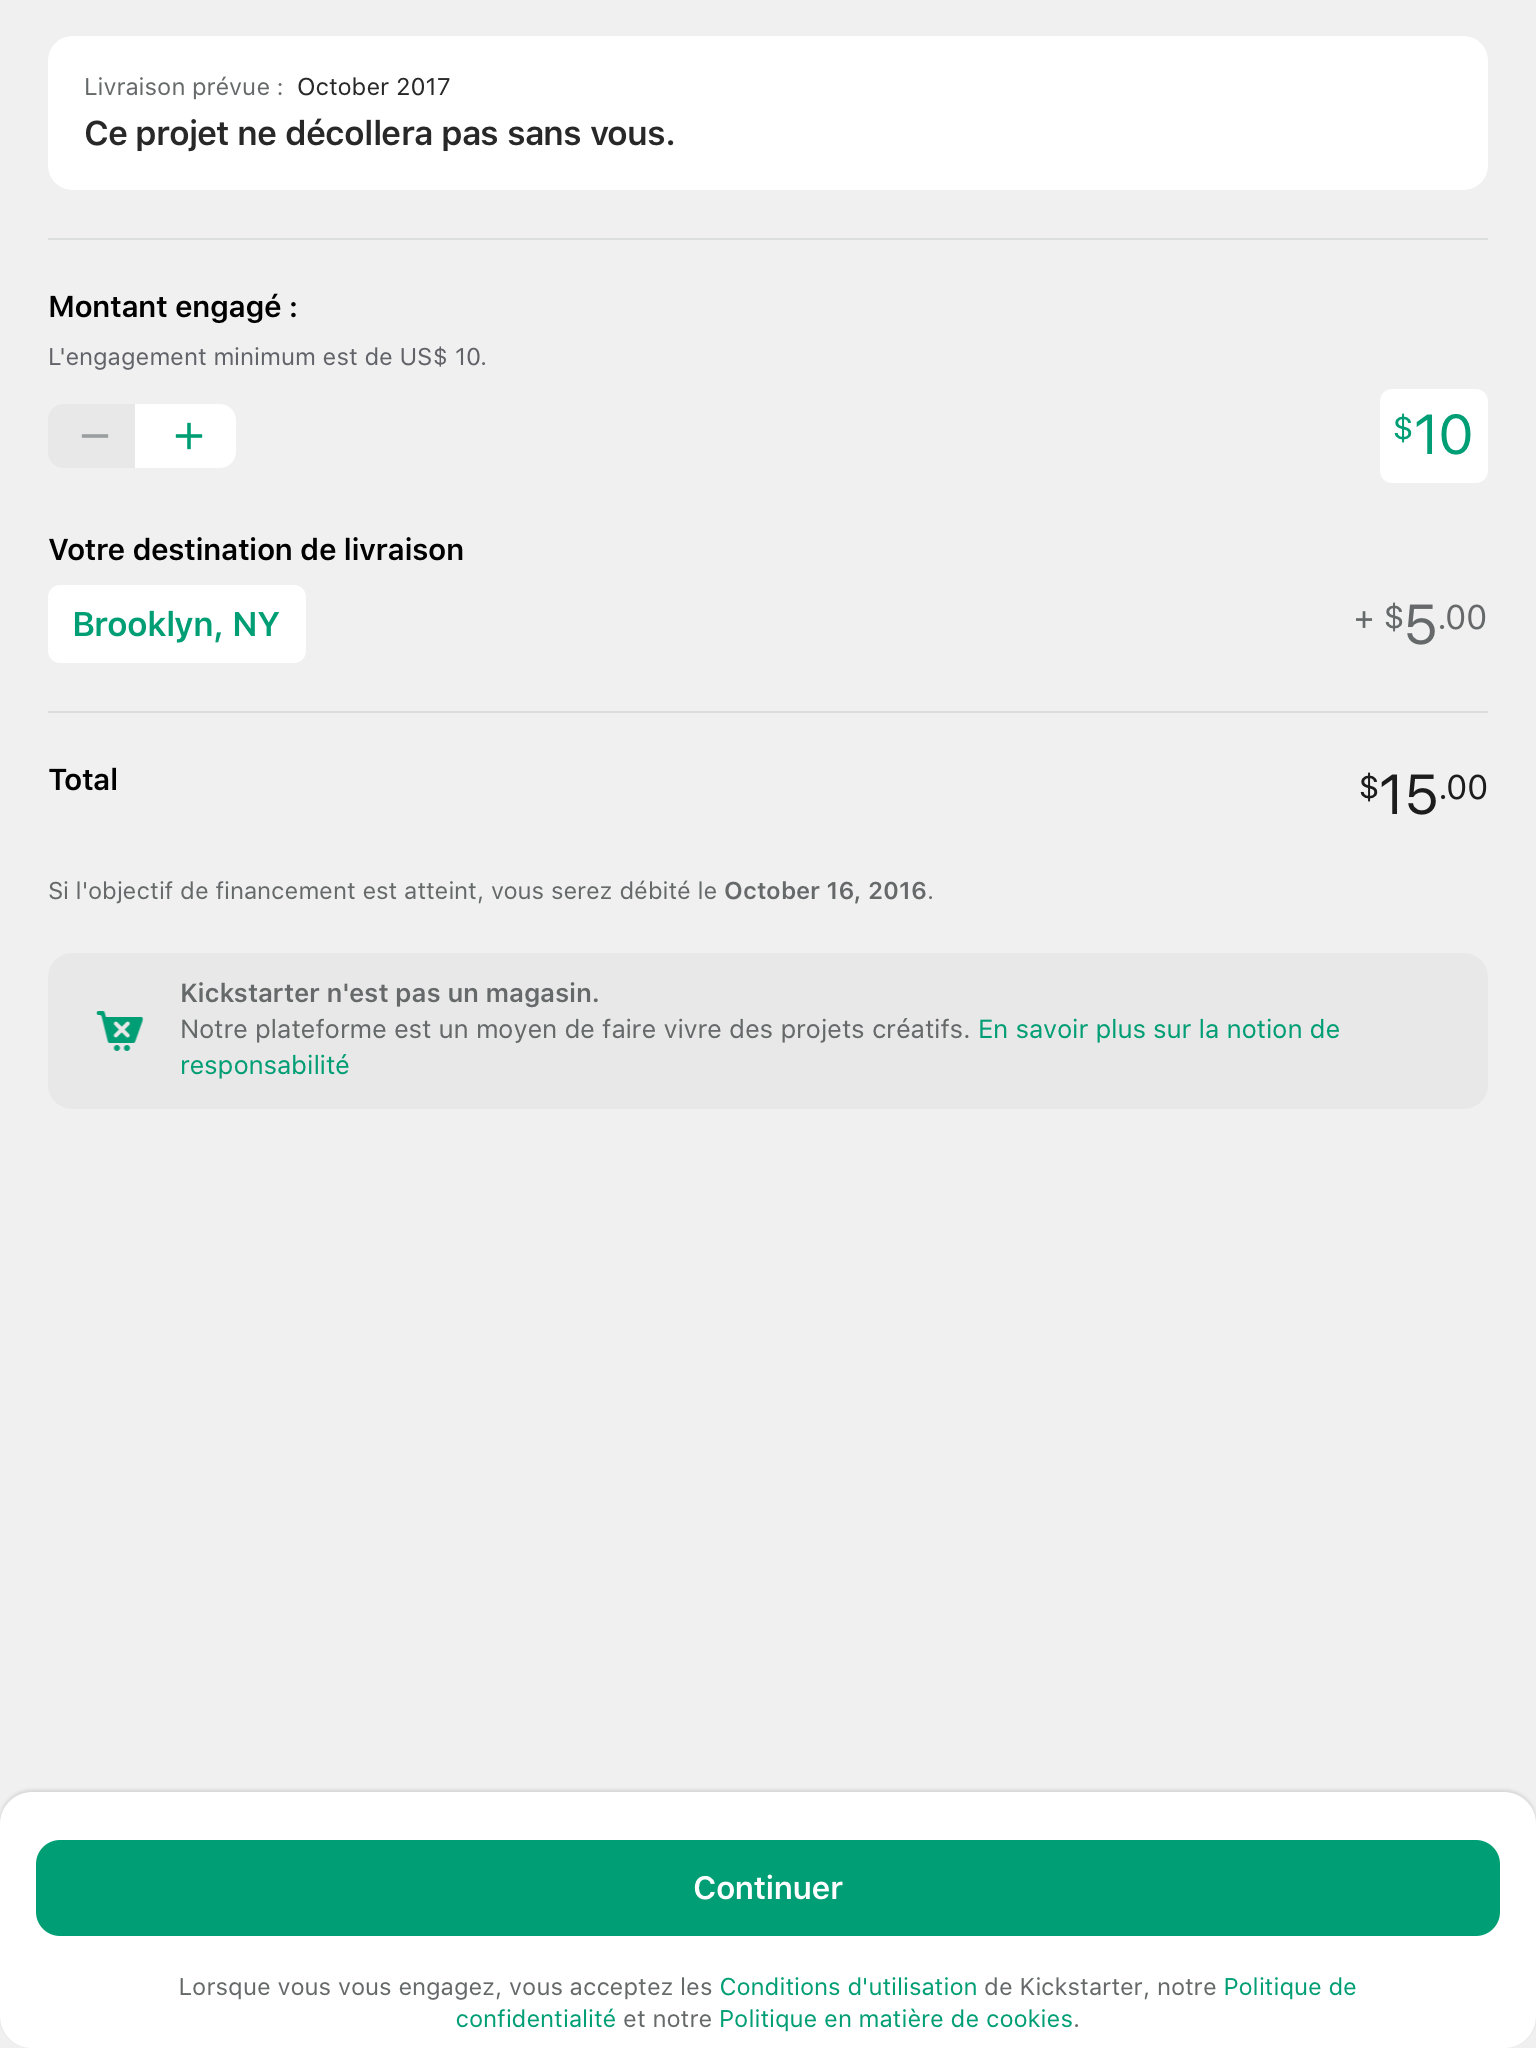 Livraison prévue : October 2017
Ce projet ne décollera pas sans vous.
Montant engagé :
L'engagement minimum est de US$ 10.
− +
$10
Votre destination de livraison
Brooklyn, NY
+ $5.00
Total
$15.00
Si l'objectif de financement est atteint, vous serez débité le October 16, 2016.
Kickstarter n'est pas un magasin.
Notre plateforme est un moyen de faire vivre des projets créatifs. En savoir plus sur la notion de
responsabilité
Continuer
Lorsque vous vous engagez, vous acceptez les Conditions d'utilisation de Kickstarter, notre Politique de
confidentialité et notre Politique en matière de cookies.